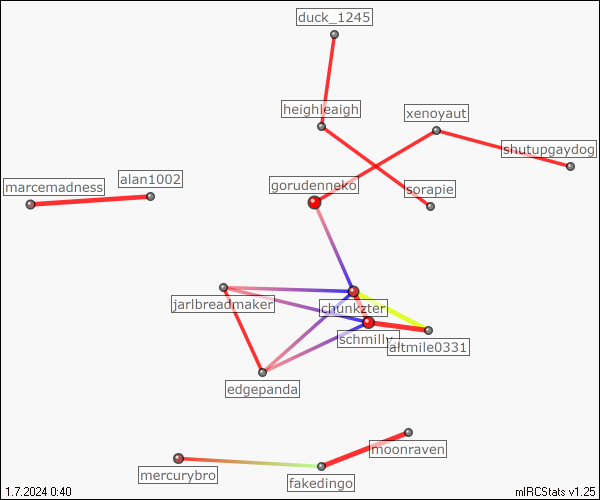 duck_1245
heighleaigh
xenoyaut
shutupgaydog
alan1002
marcemadness
gorudenneko
sorapie
jarlbreadmaker
chunkzter
schmilly
altmile0331
edgepanda
moonraven
mercurybro
fakedingo
1.7.2024 0:40
mIRCStats v1.25